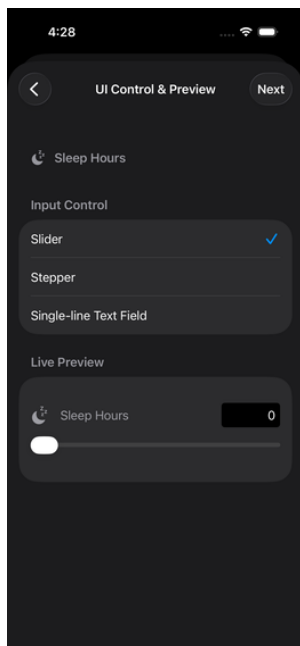 4:28
UI Control & Preview
Next
Sleep Hours
Input Control
Slider
Stepper
Single-line Text Field
Live Preview
Sleep Hours
0